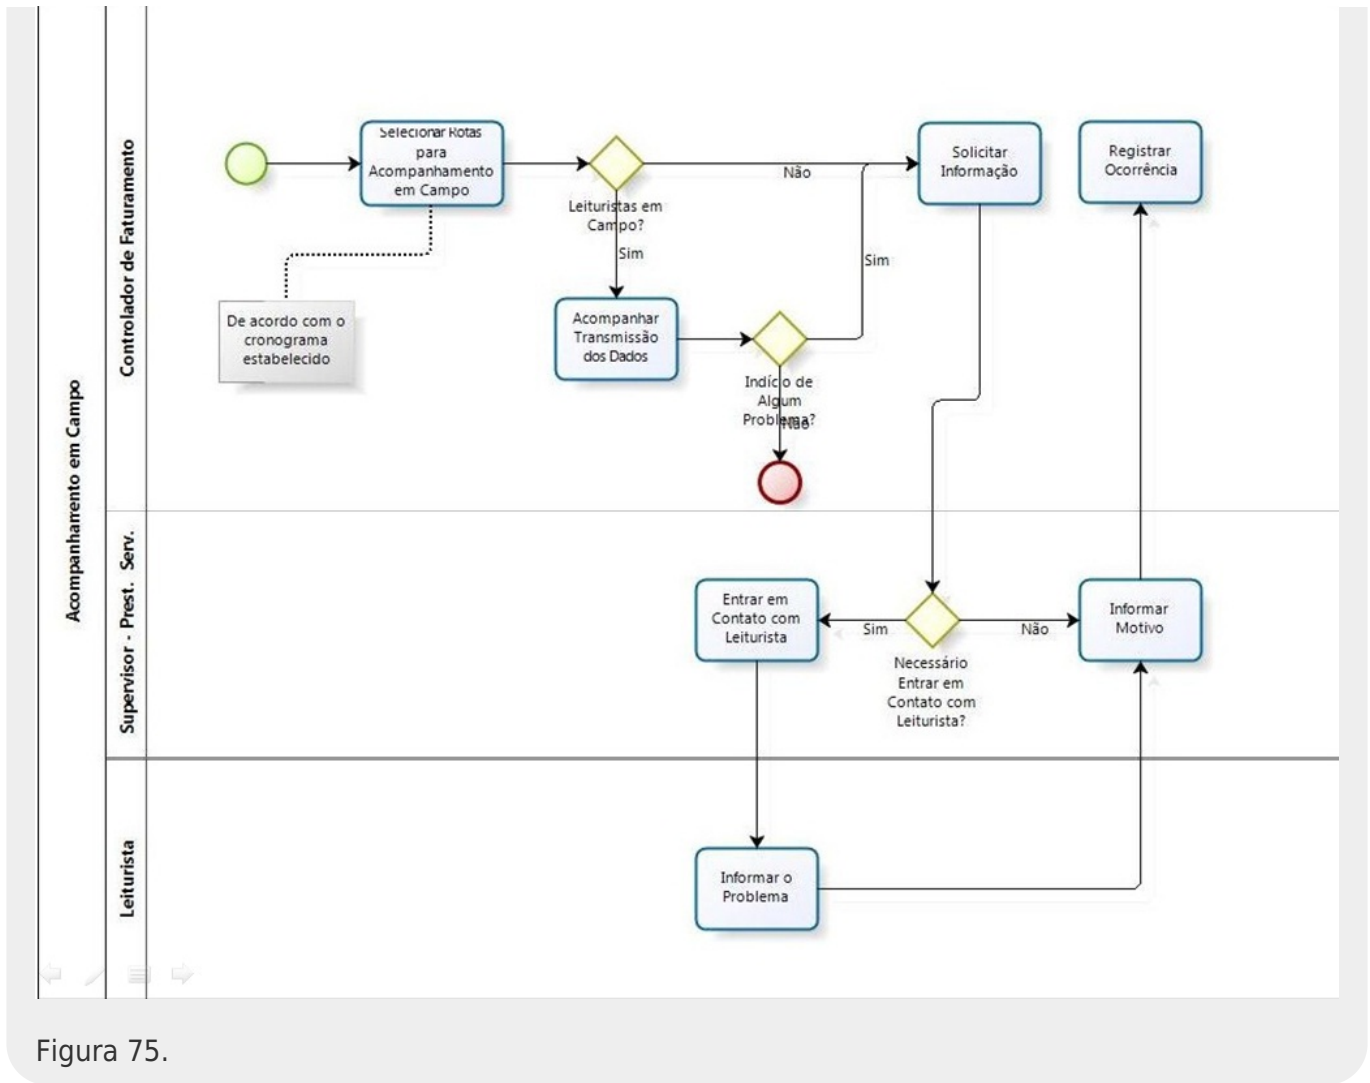 Acompanhamento em Campo
Controlador de Faturamento
Selecionar Rotas
para
Acompanhamento
em Campo
Leituristas em
Campo?
Não
Sim
Solicitar
Informação
Registrar
Ocorrência
De acordo com o
cronograma
estabelecido
Acompanhar
Transmissão
dos Dados
Sim
Indício de
Algum
Problema?
Não
Supervisor - Prest. Serv.
Entrar em
Contato com
Leiturista
Sim
Não
Necessário
Entrar em
Contato com
Leiturista?
Informar
Motivo
Leiturista
Informar o
Problema
Figura 75.